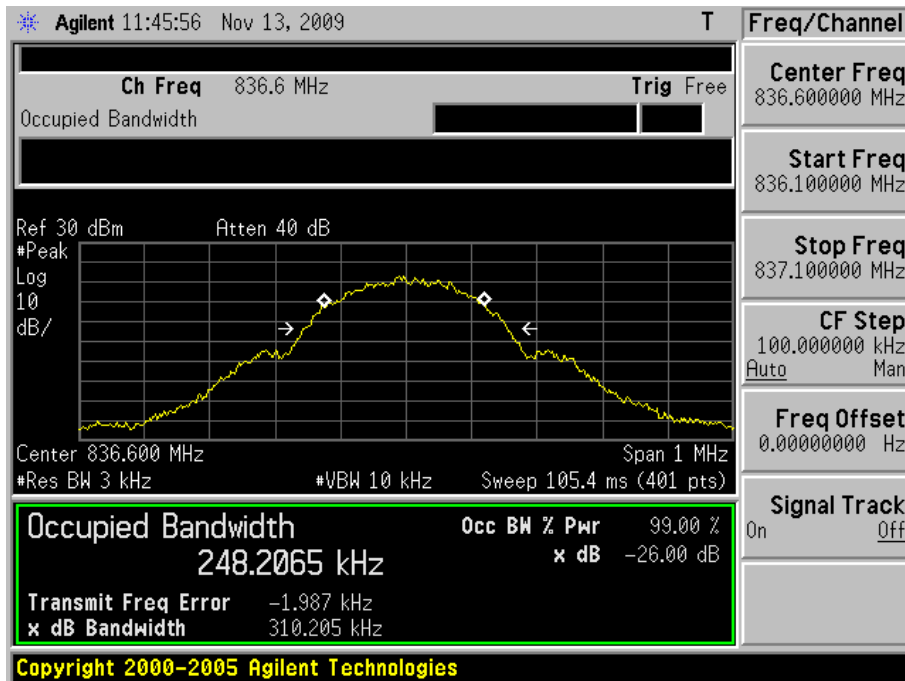 Agilent 11:45:56 Nov 13, 2009 T
Ch Freq 836.6 MHz Trig Free
Occupied Bandwidth
Ref 30 dBm Atten 40 dB
#Peak
Log
10
dB/
Center 836.600 MHz Span 1 MHz
#Res BW 3 kHz #VBW 10 kHz Sweep 105.4 ms (401 pts)
Occupied Bandwidth Occ BW % Pwr 99.00 %
248.2065 kHz x dB -26.00 dB
Transmit Freq Error -1.987 kHz
x dB Bandwidth 310.205 kHz
Copyright 2000-2005 Agilent Technologies
Freq/Channel
Center Freq
836.600000 MHz
Start Freq
836.100000 MHz
Stop Freq
837.100000 MHz
CF Step
100.000000 kHz
Auto Man
Freq Offset
0.00000000 Hz
Signal Track
On Off